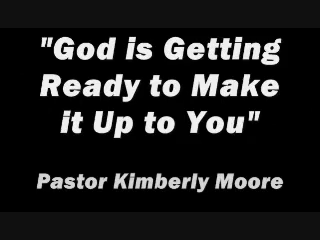 "God is Getting
Ready to Make
it Up to You"
Pastor Kimberly Moore